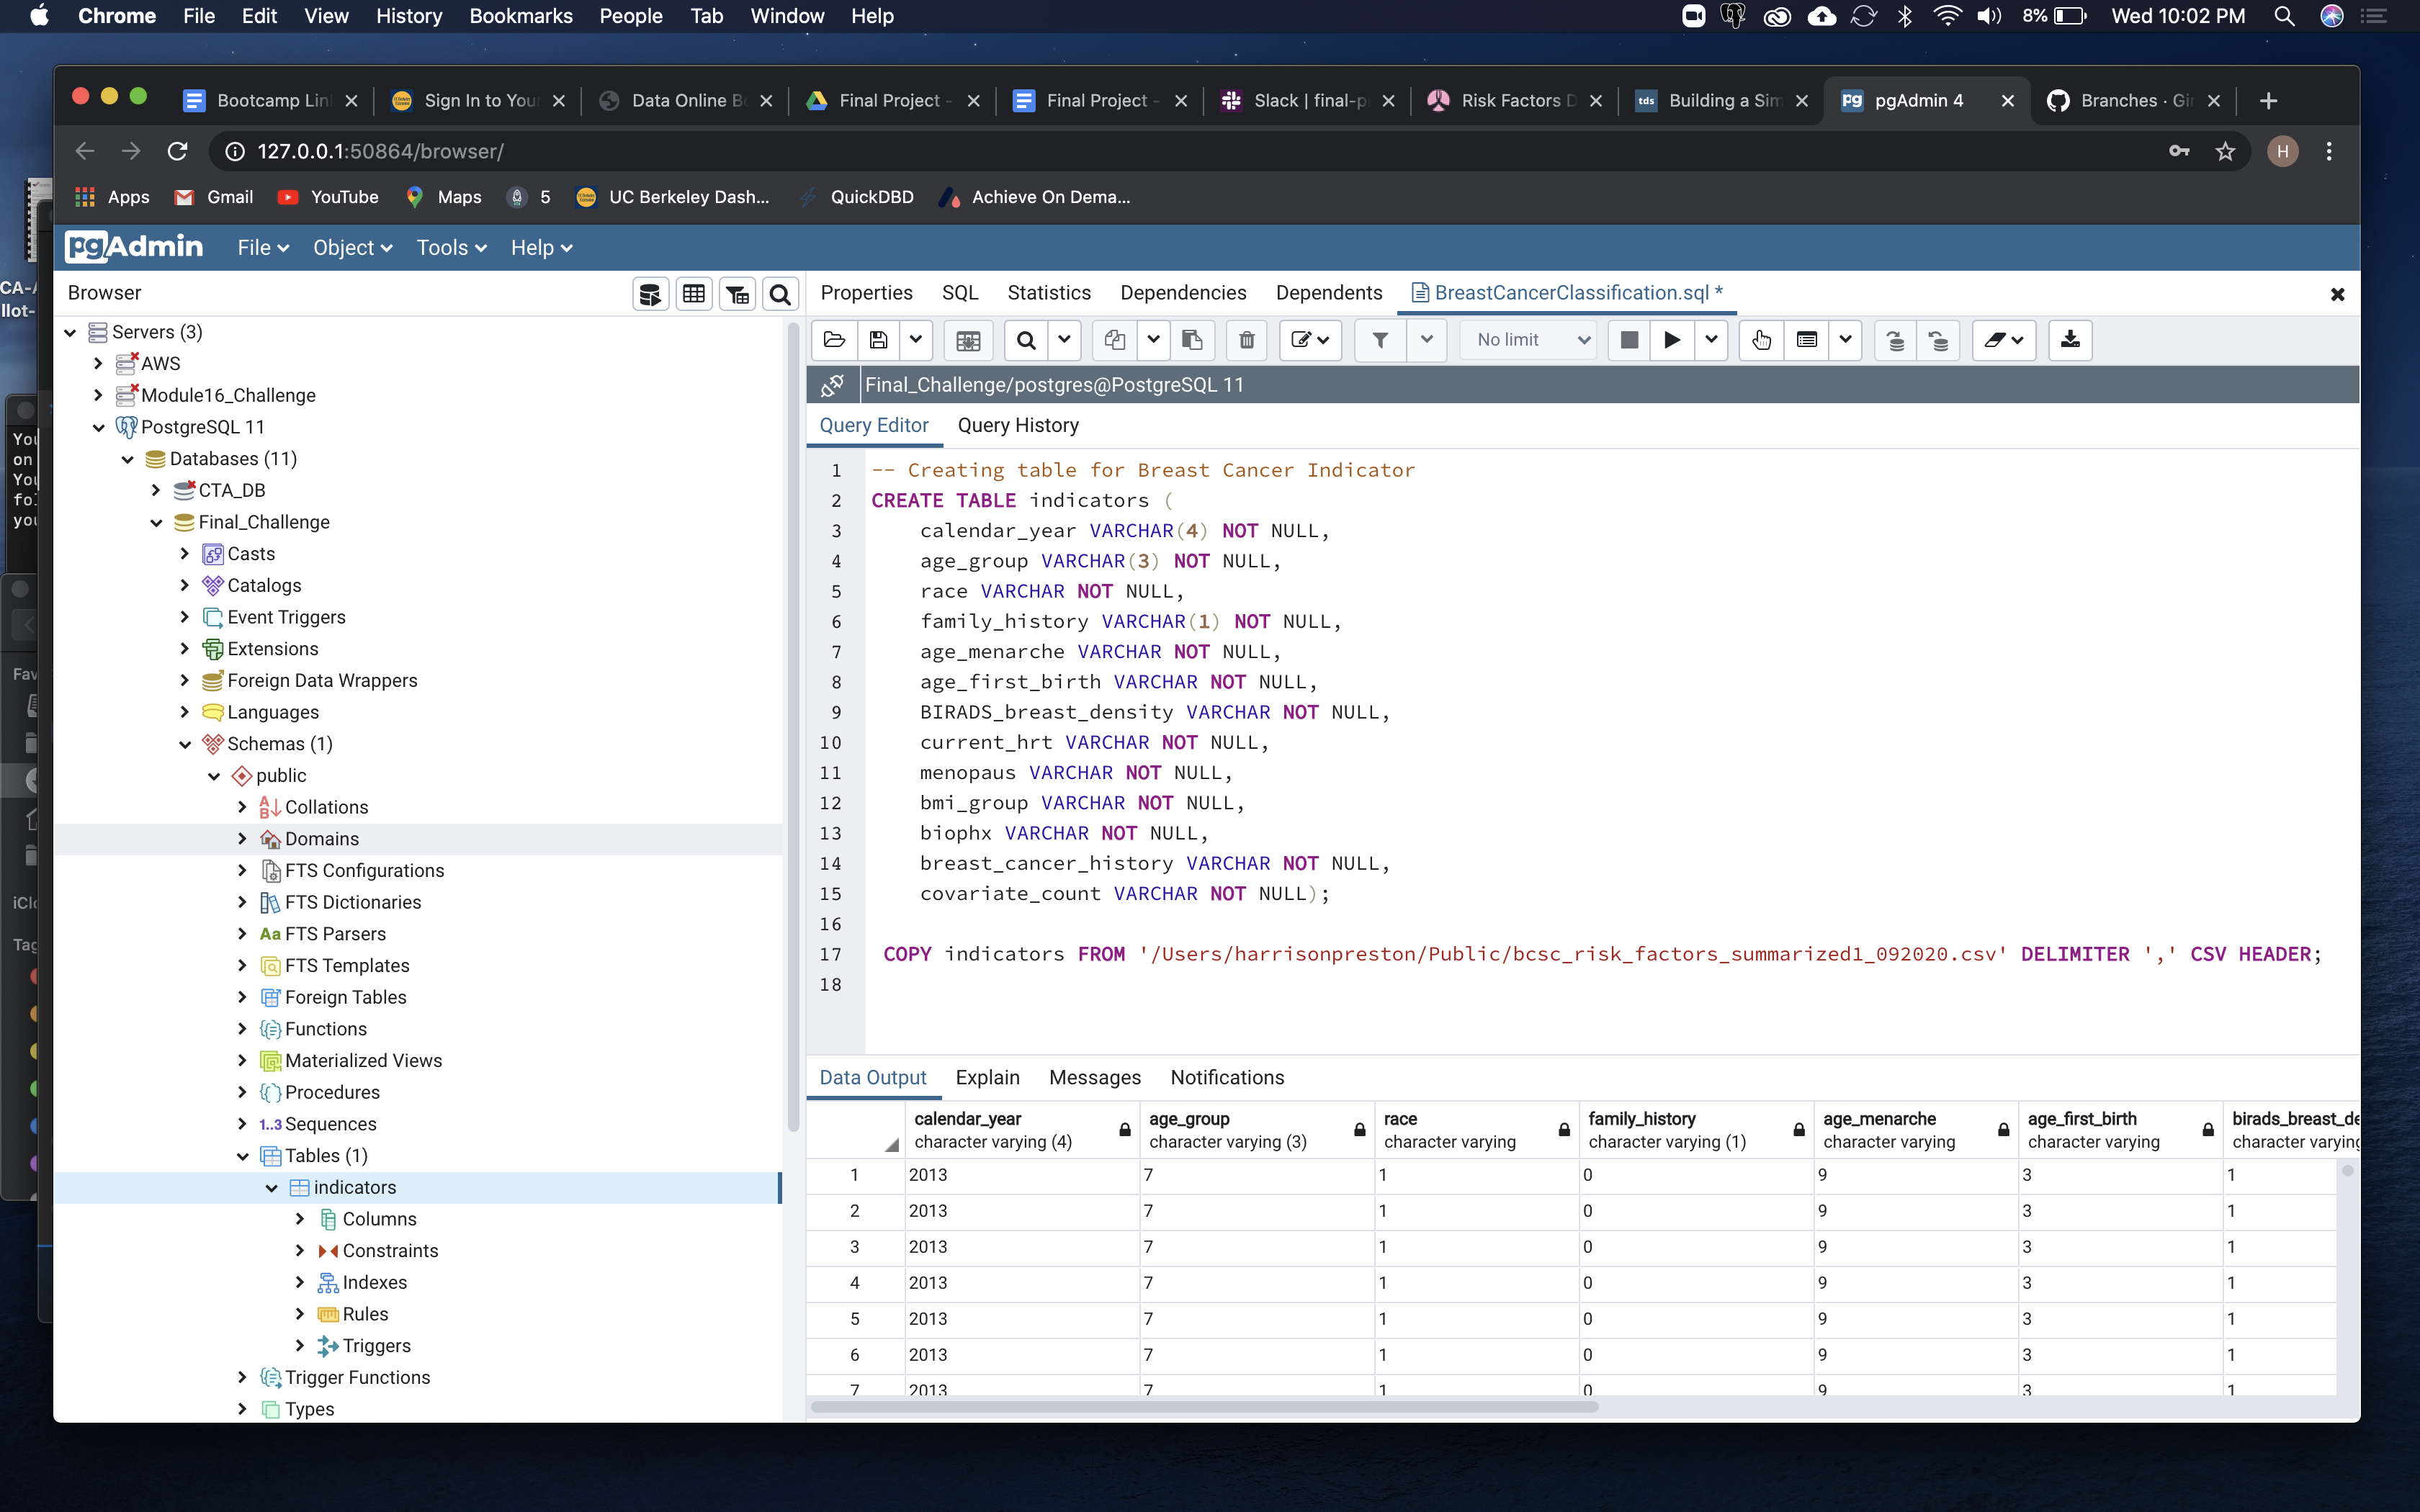 Chrome File Edit View History Bookmarks People Tab Window Help 8% Wed 10:02 PM
Bootcamp Lin Sign In to You Data Online B Final Project - Final Project - Slack | final-p Risk Factors D tds Building a Sim pg pgAdmin 4 Branches · Gi
127.0.0.1:50864/browser/ H
Apps Gmail YouTube Maps 5 UC Berkeley Dash... QuickDBD Achieve On Dema...
pgAdmin File Object Tools Help
Browser
Properties SQL Statistics Dependencies Dependents BreastCancerClassification.sql *
No limit
Final_Challenge/postgres@PostgreSQL 11
Query Editor Query History
Servers (3)
AWS
Module16_Challenge
PostgreSQL 11
Databases (11)
CTA_DB
Final_Challenge
Casts
Catalogs
Event Triggers
Extensions
Foreign Data Wrappers
Languages
Schemas (1)
public
Collations
Domains
FTS Configurations
FTS Dictionaries
Aa FTS Parsers
FTS Templates
Foreign Tables
Functions
Materialized Views
Procedures
1..3 Sequences
Tables (1)
indicators
Columns
Constraints
Indexes
Rules
Triggers
Trigger Functions
Types
1 -- Creating table for Breast Cancer Indicator
2 CREATE TABLE indicators (
3 calendar_year VARCHAR(4) NOT NULL,
4 age_group VARCHAR(3) NOT NULL,
5 race VARCHAR NOT NULL,
6 family_history VARCHAR(1) NOT NULL,
7 age_menarche VARCHAR NOT NULL,
8 age_first_birth VARCHAR NOT NULL,
9 BIRADS_breast_density VARCHAR NOT NULL,
10 current_hrt VARCHAR NOT NULL,
11 menopaus VARCHAR NOT NULL,
12 bmi_group VARCHAR NOT NULL,
13 biophx VARCHAR NOT NULL,
14 breast_cancer_history VARCHAR NOT NULL,
15 covariate_count VARCHAR NOT NULL);
16
17 COPY indicators FROM '/Users/harrisonpreston/Public/bcsc_risk_factors_summarized1_092020.csv' DELIMITER ',' CSV HEADER;
18
Data Output Explain Messages Notifications
calendar_year age_group race family_history age_menarche age_first_birth birads_breast_de
character varying (4) character varying (3) character varying character varying (1) character varying character varying character varying
1 2013 7 1 0 9 3 1
2 2013 7 1 0 9 3 1
3 2013 7 1 0 9 3 1
4 2013 7 1 0 9 3 1
5 2013 7 1 0 9 3 1
6 2013 7 1 0 9 3 1
7 2013 7 1 0 9 3 1
CA-A
llot-
You
on
You
fol
you
Fav
iClo
Tag